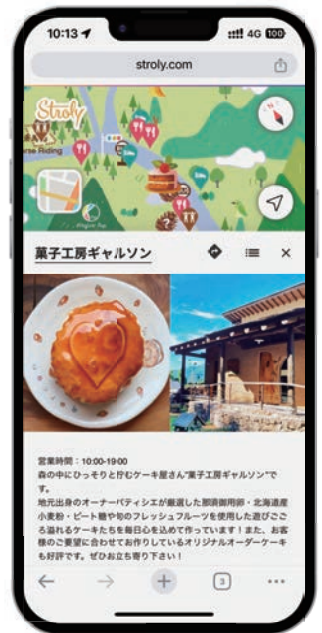 10:13
4G 100
stroly.com
Stroly
rse Riding
菓子工房ギャルソン
営業時間：10:00-19:00
森の中にひっそりと佇むケーキ屋さん"菓子工房ギャルソン"で
す。
地元出身のオーナーパティシエが厳選した那須御用卵・北海道産
小麦粉・ビート糖や旬のフレッシュフルーツを使用した遊びごこ
ろ溢れるケーキたちを毎日心を込めて作っています！また、お客
様のご要望に合わせてお作りしているオリジナルオーダーケーキ
も好評です。ぜひお立ち寄り下さい！
3